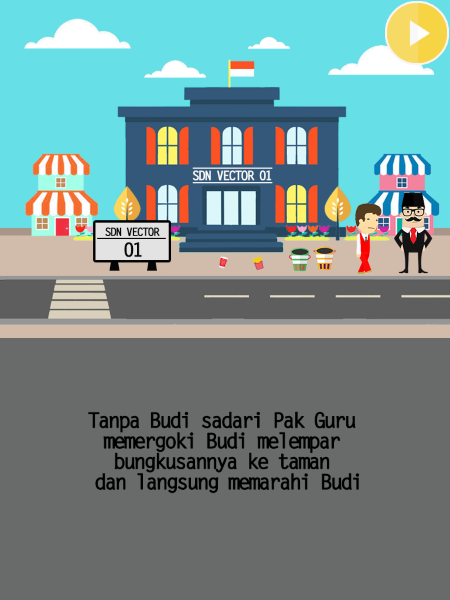 SDN VECTOR 01
SDN VECTOR
01
Tanpa Budi sadari Pak Guru
memergoki Budi melempar
bungkusannya ke taman
dan langsung memarahi Budi